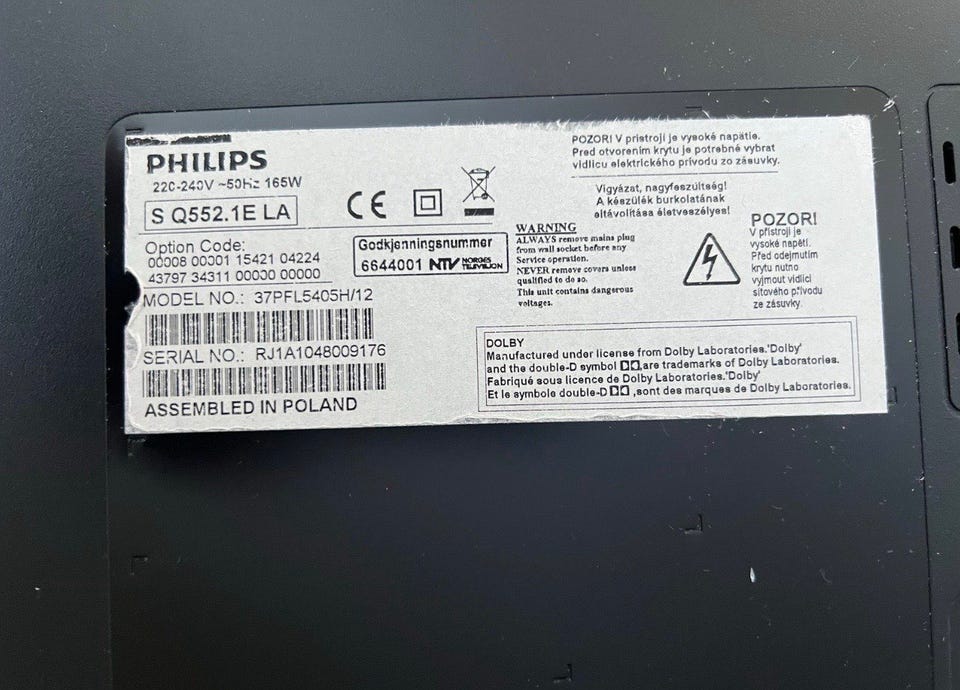 PHILIPS
220-240V ~50Hz 165W
S Q552.1E LA
Option Code:
00008 00001 15421 04224
43797 34311 00000 00000
MODEL NO.: 37PFL5405H/12
SERIAL NO.: RJ1A1048009176
ASSEMBLED IN POLAND
CE
Godkjenningsnummer
6644001 NTV NORGES TELEVISJON
POZOR! V prístroji je vysoké napätie.
Pred otvorením krytu je potrebné vybrat
vidlicu elektrického prívodu zo zásuvky.
Vigyázat, nagyfeszültség!
A készülék burkolatának
eltávolítása életveszélyes!
WARNING
ALWAYS remove mains plug
from wall socket before any
Service operation.
NEVER remove covers unless
qualified to do so.
This unit contains dangerous
voltages.
POZOR!
V přístroji je
vysoké napětí.
Před odejmutím
krytu nutno
vyjmout vidlici
síťového přívodu
ze zásuvky.
DOLBY
Manufactured under license from Dolby Laboratories.'Dolby'
and the double-D symbol ,are trademarks of Dolby Laboratories.
Fabriqué sous licence de Dolby Laboratories.'Dolby'
Et le symbole double-D ,sont des marques de Dolby Laboratories.